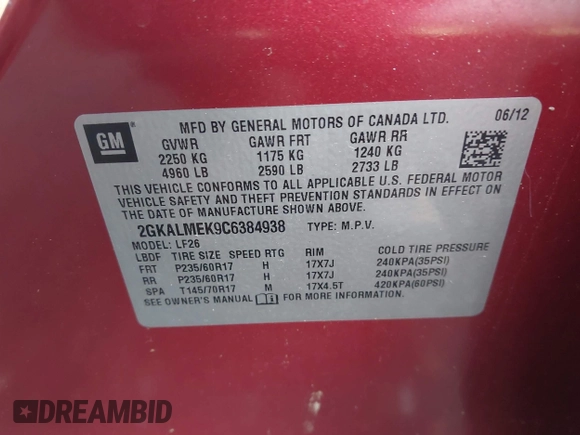 MFD BY GENERAL MOTORS OF CANADA LTD. 06/12
GM
GVWR GAWR FRT GAWR RR
2250 KG 1175 KG 1240 KG
4960 LB 2590 LB 2733 LB
THIS VEHICLE CONFORMS TO ALL APPLICABLE U.S. FEDERAL MOTOR
VEHICLE SAFETY AND THEFT PREVENTION STANDARDS IN EFFECT ON
THE DATE OF MANUFACTURE SHOWN ABOVE.
2GKALMEK9C6384938 TYPE: M.P.V.
MODEL: LF26
LBDF TIRE SIZE SPEED RTG RIM COLD TIRE PRESSURE
FRT P235/60R17 H 17X7J 240KPA(35PSI)
RR P235/60R17 H 17X7J 240KPA(35PSI)
SPA T145/70R17 M 17X4.5T 420KPA(60PSI)
SEE OWNER'S MANUAL FOR MORE INFORMATION.
DREAMBID